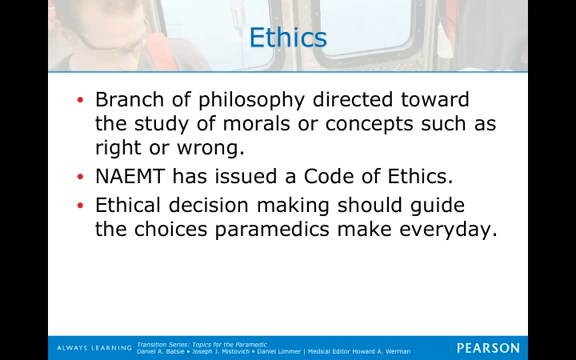 Ethics
• Branch of philosophy directed toward
the study of morals or concepts such as
right or wrong.
• NAEMT has issued a Code of Ethics.
• Ethical decision making should guide
the choices paramedics make everyday.
ALWAYS LEARNING
Transition Series: Topics for the Paramedic
Daniel A. Batsie • Joseph J. Mistovich • Daniel Limmer | Medical Editor Howard A. Werman
PEARSON